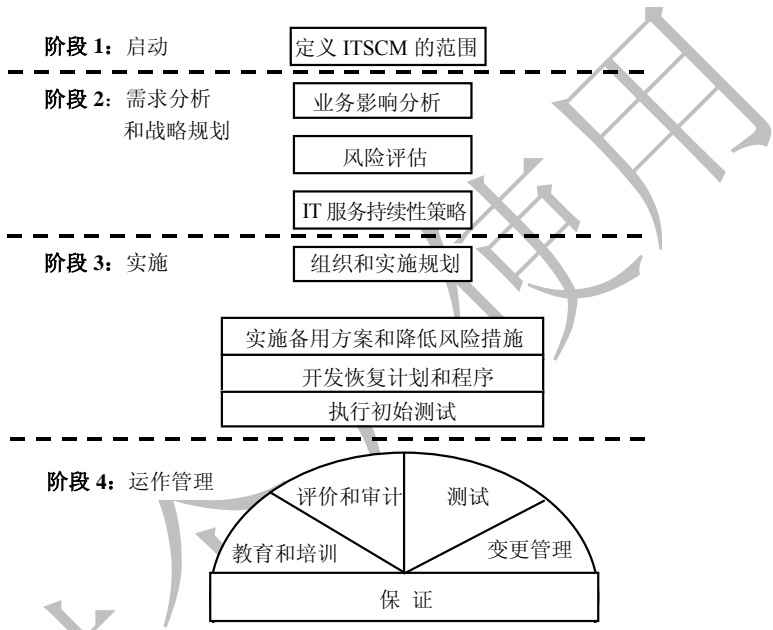 阶段 1：启动
定义 ITSCM 的范围
阶段 2：需求分析
和战略规划
业务影响分析
风险评估
IT 服务持续性策略
阶段 3：实施
组织和实施规划
实施备用方案和降低风险措施
开发恢复计划和程序
执行初始测试
阶段 4：运作管理
评价和审计
测试
教育和培训
变更管理
保 证
使用